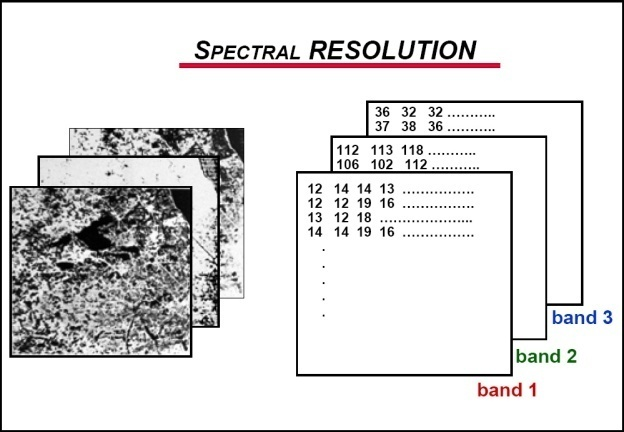 SPECTRAL RESOLUTION
36 32 32 ...........
37 38 36 ...........
112 113 118 ...........
106 102 112 ...........
12 14 14 13 ................
12 12 19 16 ................
13 12 18 .....................
14 14 19 16 ................
.
.
.
.
.
band 3
band 2
band 1